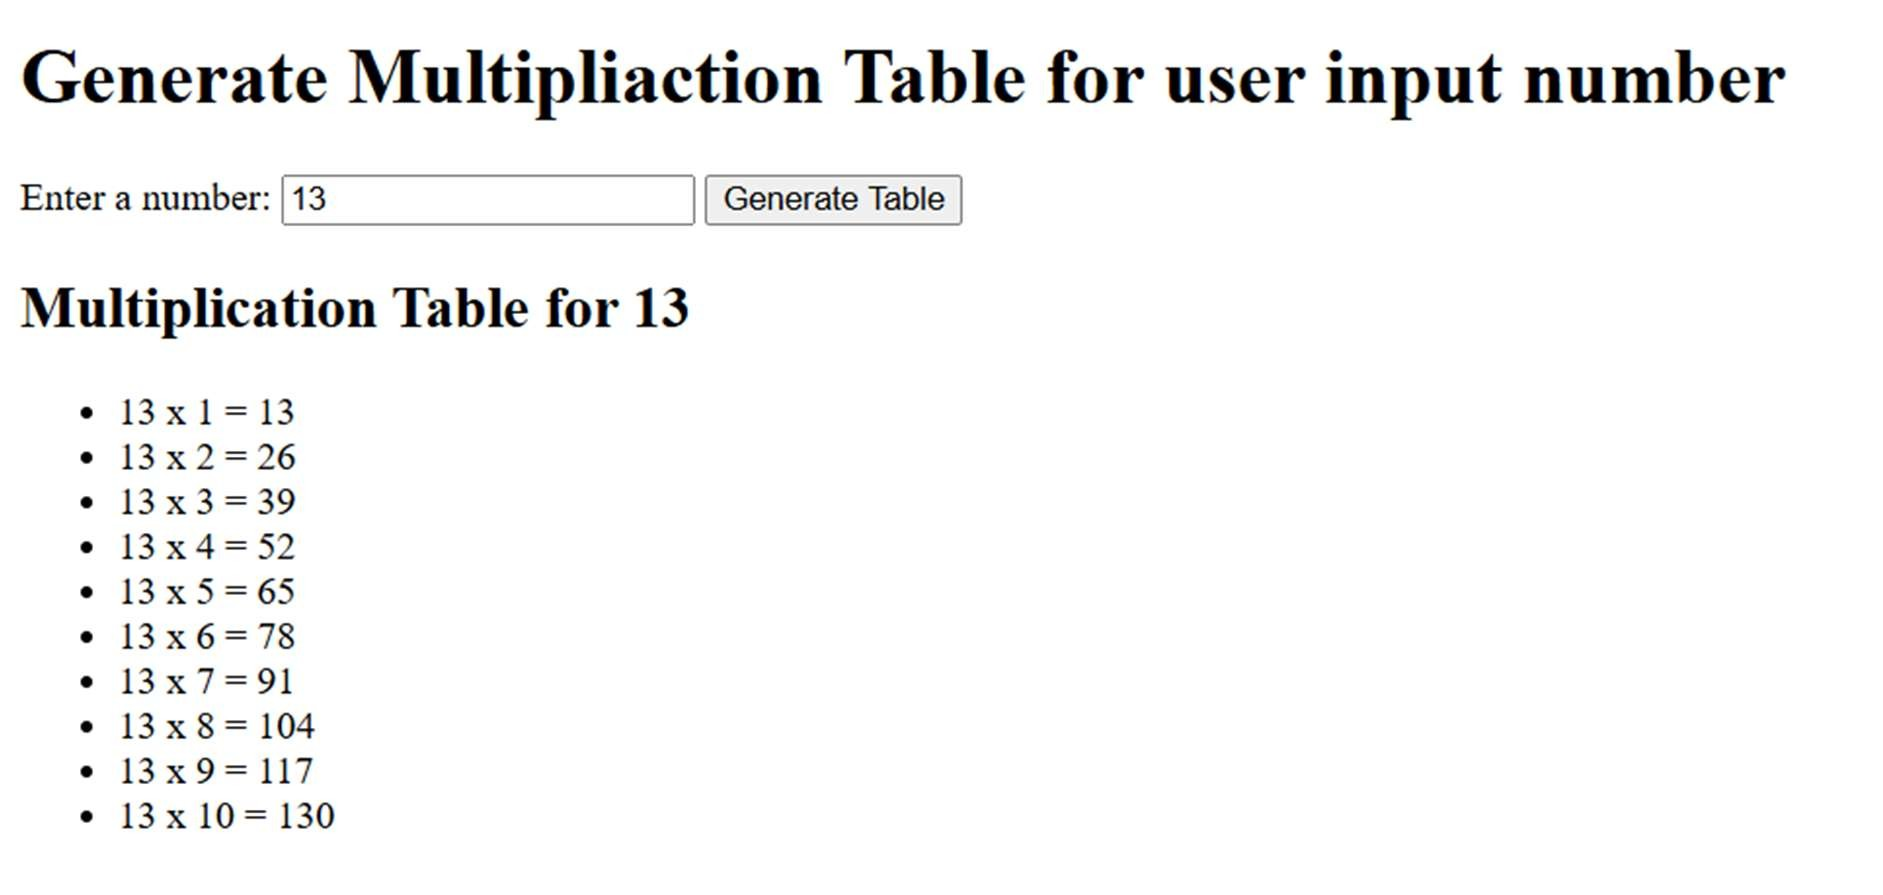 Generate Multipliaction Table for user input number
Enter a number: 13 Generate Table
Multiplication Table for 13
• 13 x 1 = 13
• 13 x 2 = 26
• 13 x 3 = 39
• 13 x 4 = 52
• 13 x 5 = 65
• 13 x 6 = 78
• 13 x 7 = 91
• 13 x 8 = 104
• 13 x 9 = 117
• 13 x 10 = 130